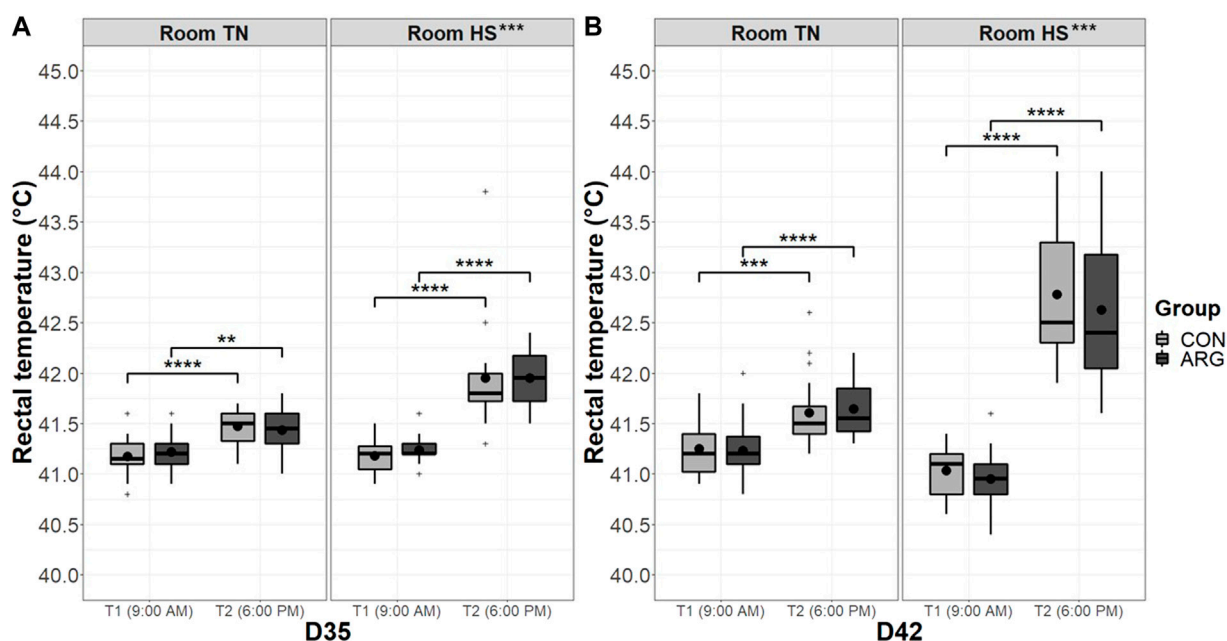 A
Room TN
Room HS***
Rectal temperature (°C)
45.0
44.5
44.0
43.5
43.0
42.5
42.0
41.5
41.0
40.5
40.0
****
**
****
****
T1 (9:00 AM)
T2 (6:00 PM)
T1 (9:00 AM)
T2 (6:00 PM)
D35
B
Room TN
Room HS***
Rectal temperature (°C)
45.0
44.5
44.0
43.5
43.0
42.5
42.0
41.5
41.0
40.5
40.0
***
****
****
****
T1 (9:00 AM)
T2 (6:00 PM)
T1 (9:00 AM)
T2 (6:00 PM)
D42
Group
CON
ARG